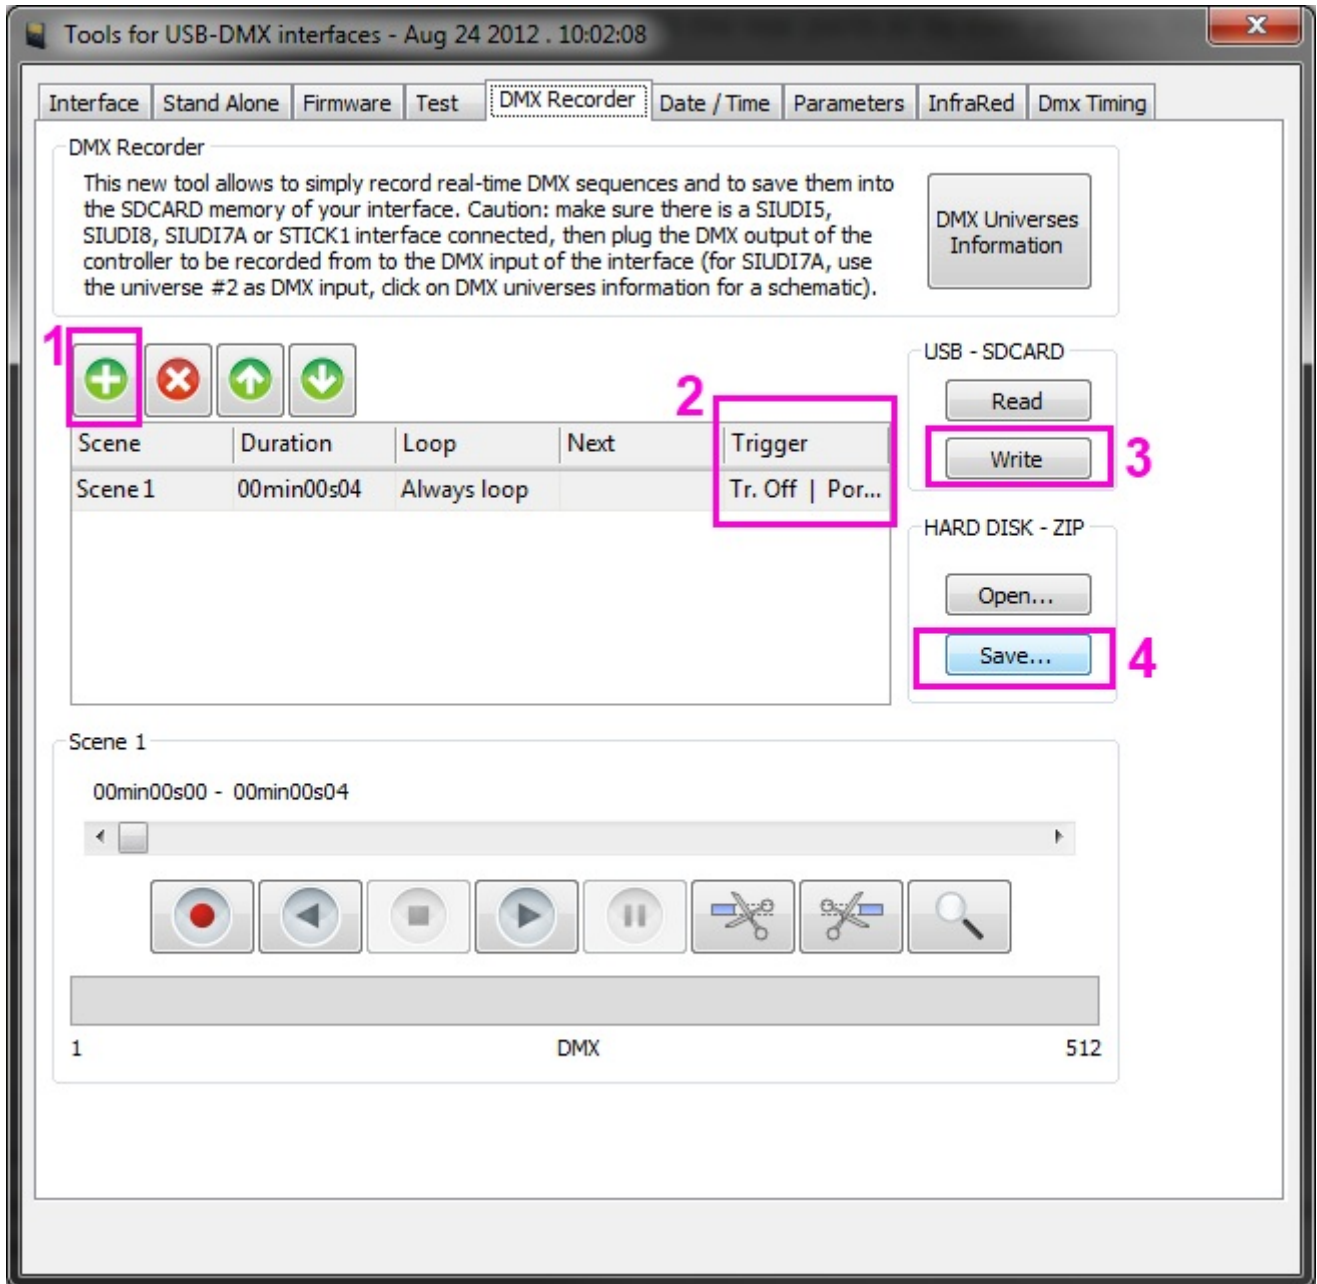 Tools for USB-DMX interfaces - Aug 24 2012 . 10:02:08
x
Interface Stand Alone Firmware Test DMX Recorder Date / Time Parameters InfraRed Dmx Timing
DMX Recorder
This new tool allows to simply record real-time DMX sequences and to save them into
the SDCARD memory of your interface. Caution: make sure there is a SIUDI5,
SIUDI8, SIUDI7A or STICK1 interface connected, then plug the DMX output of the
controller to be recorded from to the DMX input of the interface (for SIUDI7A, use
the universe #2 as DMX input, click on DMX universes information for a schematic).
DMX Universes
Information
1
2
Scene Duration Loop Next Trigger
Scene 1 00min00s04 Always loop Tr. Off | Por...
USB - SDCARD
Read
Write
3
HARD DISK - ZIP
Open...
Save...
4
Scene 1
00min00s00 - 00min00s04
1 DMX 512